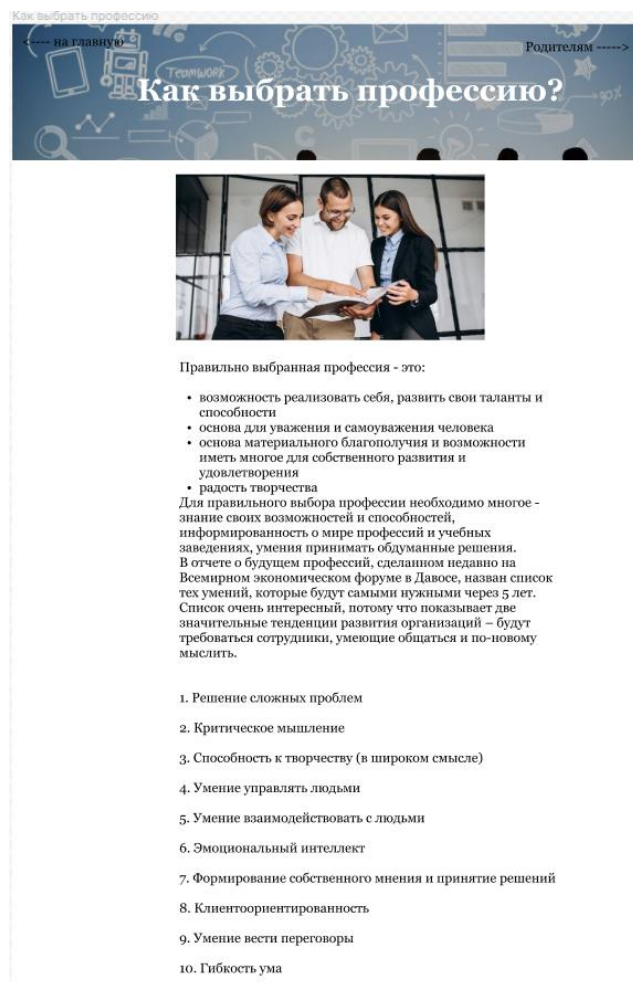 Как выбрать профессию
<---- на главную
Родителям ----->
TEAMWORK
Как выбрать профессию?
Правильно выбранная профессия - это:
• возможность реализовать себя, развить свои таланты и
способности
• основа для уважения и самоуважения человека
• основа материального благополучия и возможности
иметь многое для собственного развития и
удовлетворения
• радость творчества
Для правильного выбора профессии необходимо многое -
знание своих возможностей и способностей,
информированность о мире профессий и учебных
заведениях, умения принимать обдуманные решения.
В отчете о будущем профессий, сделанном недавно на
Всемирном экономическом форуме в Давосе, назван список
тех умений, которые будут самыми нужными через 5 лет.
Список очень интересный, потому что показывает две
значительные тенденции развития организаций – будут
требоваться сотрудники, умеющие общаться и по-новому
мыслить.
1. Решение сложных проблем
2. Критическое мышление
3. Способность к творчеству (в широком смысле)
4. Умение управлять людьми
5. Умение взаимодействовать с людьми
6. Эмоциональный интеллект
7. Формирование собственного мнения и принятие решений
8. Клиентоориентированность
9. Умение вести переговоры
10. Гибкость ума